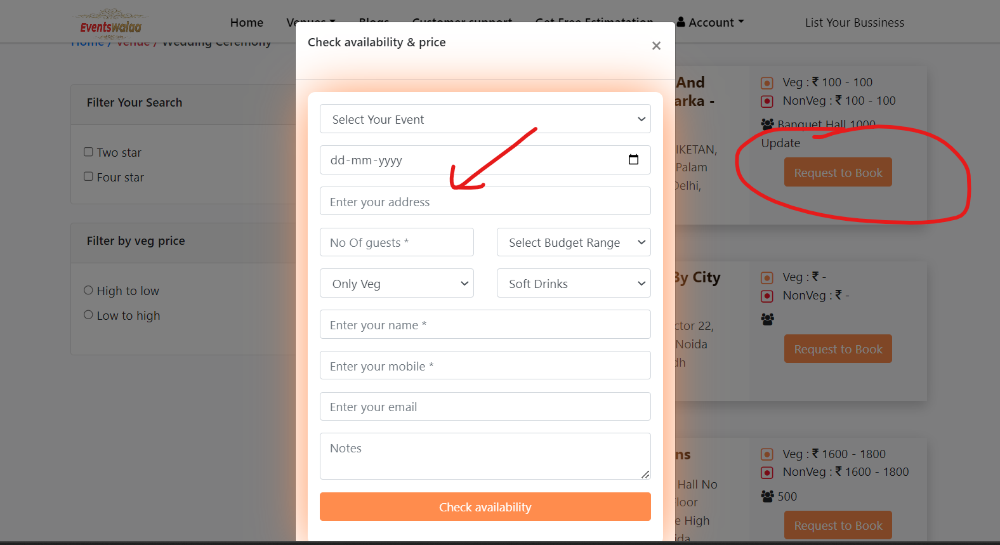 Eventswalaa
Home Venues Blogs Customer support Get Free Estimatation Account List Your Bussiness
Home / Venue / Wedding Ceremony
Filter Your Search
Two star
Four star
Filter by veg price
High to low
Low to high
Check availability & price
×
Select Your Event
dd-mm-yyyy
Enter your address
No Of guests * Select Budget Range
Only Veg Soft Drinks
Enter your name *
Enter your mobile *
Enter your email
Notes
Check availability
And
arka -
IKETAN,
Palam
Delhi,
Veg : ₹ 100 - 100
NonVeg : ₹ 100 - 100
Banquet Hall 1000
Update
Request to Book
By City
ctor 22,
Noida
dh
Veg : ₹ -
NonVeg : ₹ -
Request to Book
ns
Hall No
Floor
e High
ida
Veg : ₹ 1600 - 1800
NonVeg : ₹ 1600 - 1800
500
Request to Book